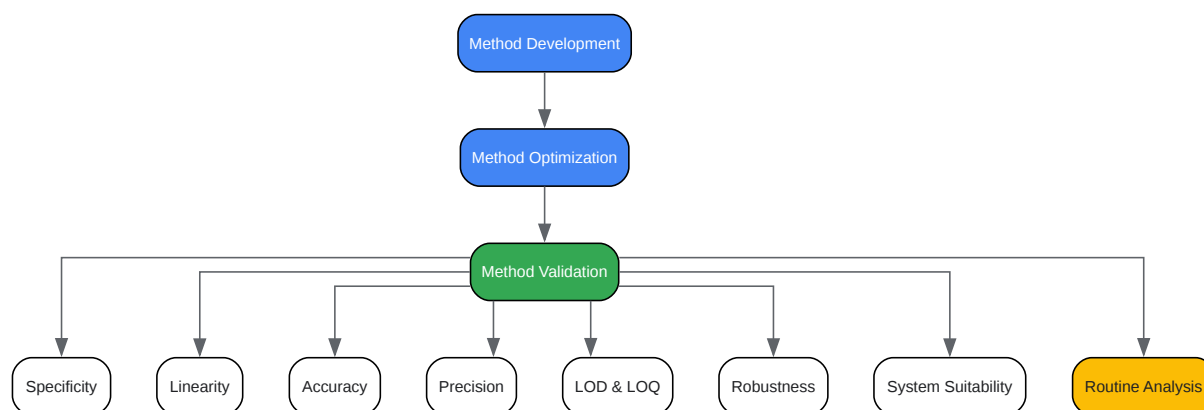 Method Development
Method Optimization
Method Validation
Specificity
Linearity
Accuracy
Precision
LOD & LOQ
Robustness
System Suitability
Routine Analysis